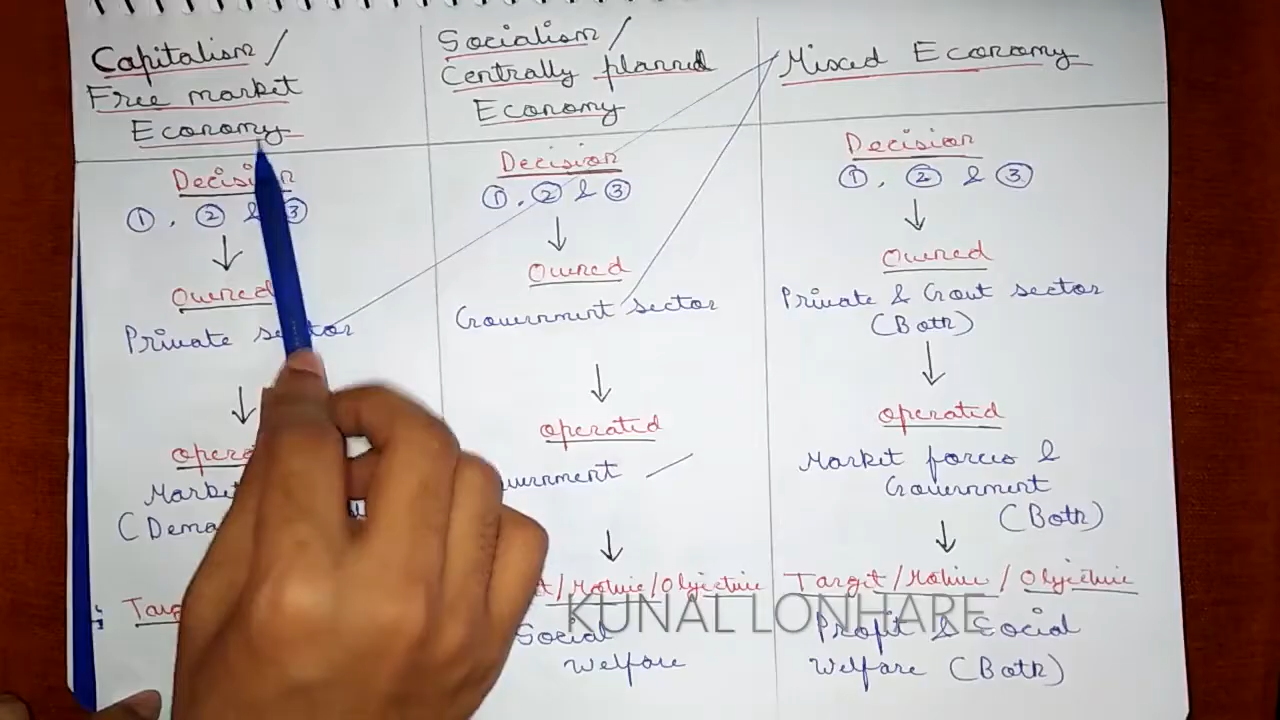 Capitalism /
Free market
Economy
Decision
①, ② & ③
Owned
Private sector
Market
Socialism /
Centrally planned
Economy
Decision
①, ② & ③
Owned
Government sector
Operated
Social
Welfare
Mixed Economy
Decision
①, ② & ③
Owned
Private & Govt sector
(Both)
Operated
Market forces &
Government
(Both)
Target / Motive / Objective
Profit & Social
Welfare (Both)
KUNAL LONHARE